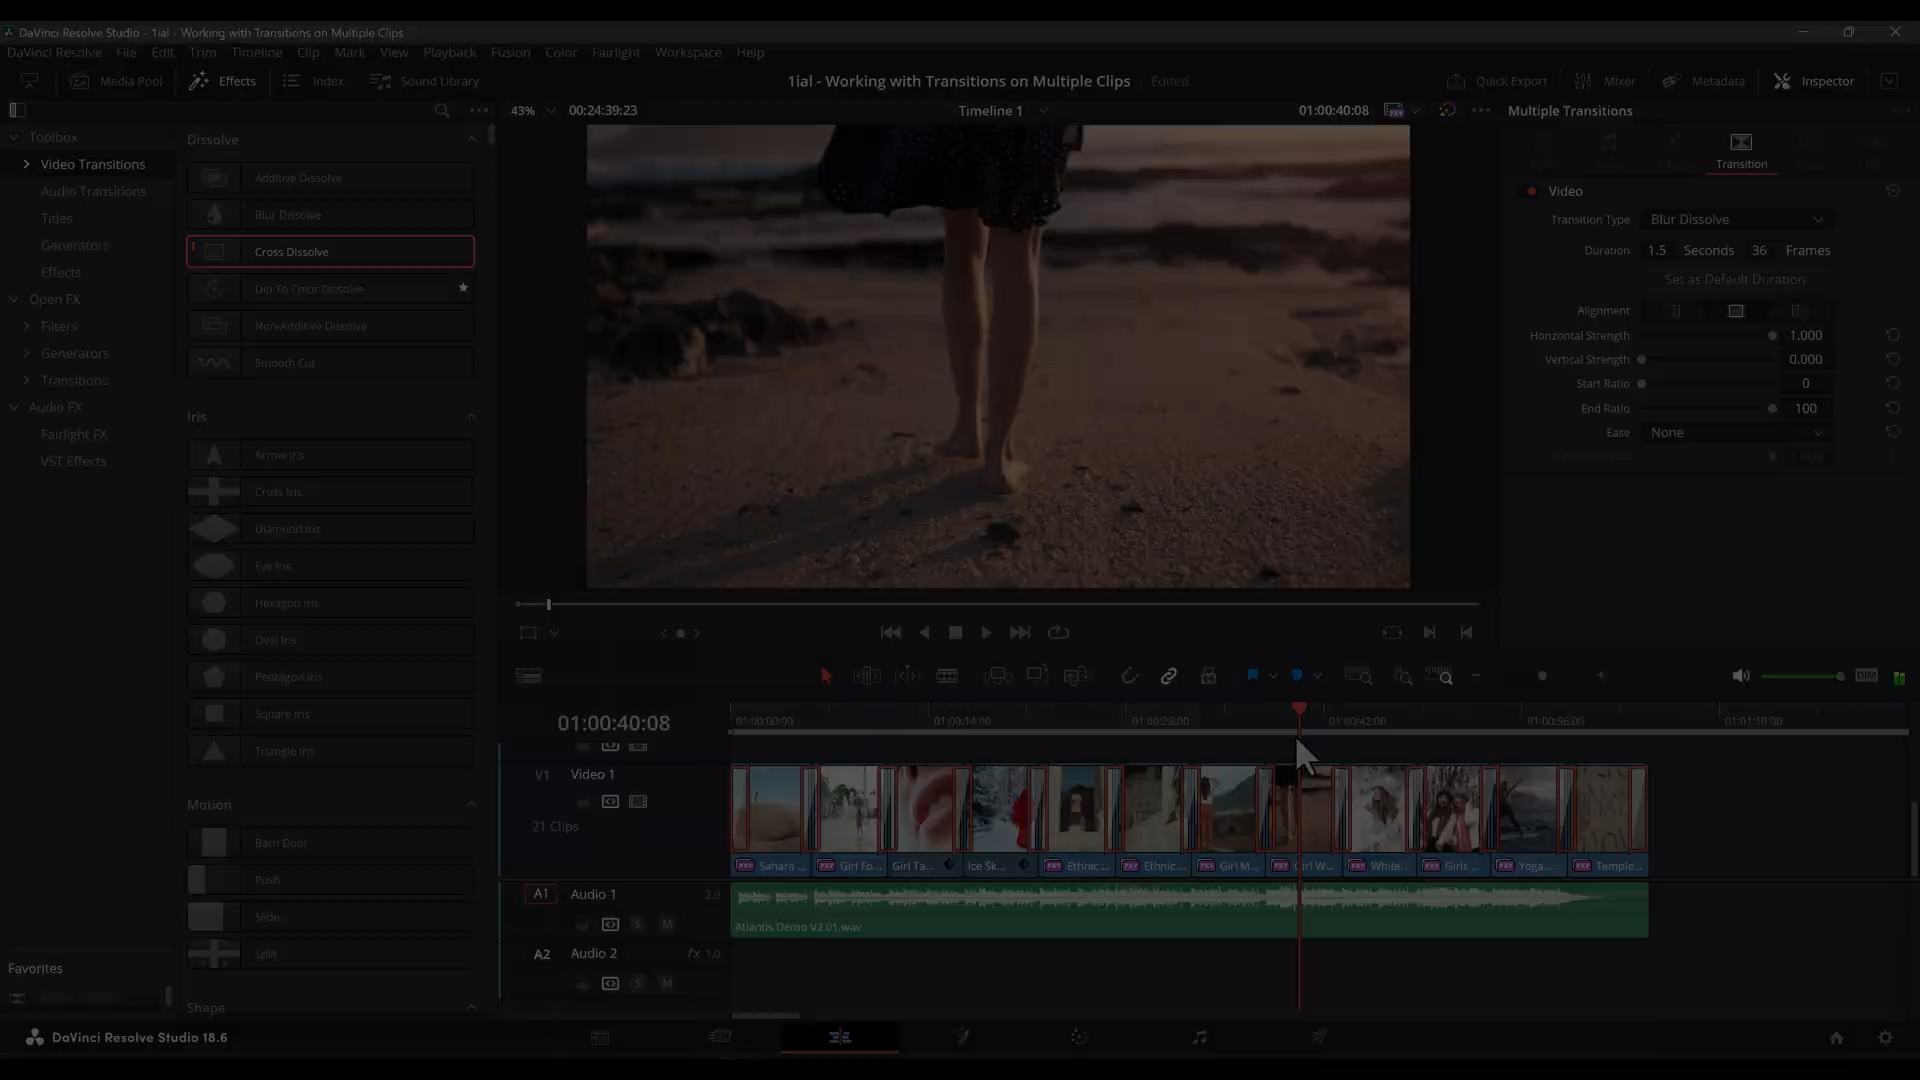 DaVinci Resolve Studio - 1ial - Working with Transitions on Multiple Clips
DaVinci Resolve File Edit Trim Timeline Clip Mark View Playback Fusion Color Fairlight Workspace Help
Media Pool Effects Index Sound Library
1ial - Working with Transitions on Multiple Clips Edited
Quick Export Mixer Metadata Inspector
43% 00:24:39:23 Timeline 1 01:00:40:08
Multiple Transitions
Toolbox
Video Transitions
Audio Transitions
Titles
Generators
Effects
Open FX
Filters
Generators
Transitions
Audio FX
Fairlight FX
VST Effects
Favorites
Dissolve
Additive Dissolve
Blur Dissolve
Cross Dissolve
Dip To Color Dissolve
Non-Additive Dissolve
Smooth Cut
Iris
Arrow Iris
Cross Iris
Diamond Iris
Eye Iris
Hexagon Iris
Oval Iris
Pentagon Iris
Square Iris
Triangle Iris
Motion
Barn Door
Push
Slide
Split
Shape
Transition
Video
Transition Type Blur Dissolve
Duration 1.5 Seconds 36 Frames
Set as Default Duration
Alignment
Horizontal Strength 1.000
Vertical Strength 0.000
Start Ratio 0
End Ratio 100
Ease None
DIM
01:00:40:08
01:00:00:00 01:00:14:00 01:00:28:00 01:00:42:00 01:00:56:00 01:01:10:00
V1 Video 1
21 Clips
Sahara ... Girl Fo... Girl Ta... Ice Sk... Ethnic ... Ethnic ... Girl M... Girl W... White... Girls ... Yoga... Temple...
A1 Audio 1 2.0
S M
Atlantis Demo V2.01.wav
A2 Audio 2 fx 1.0
S M
DaVinci Resolve Studio 18.6